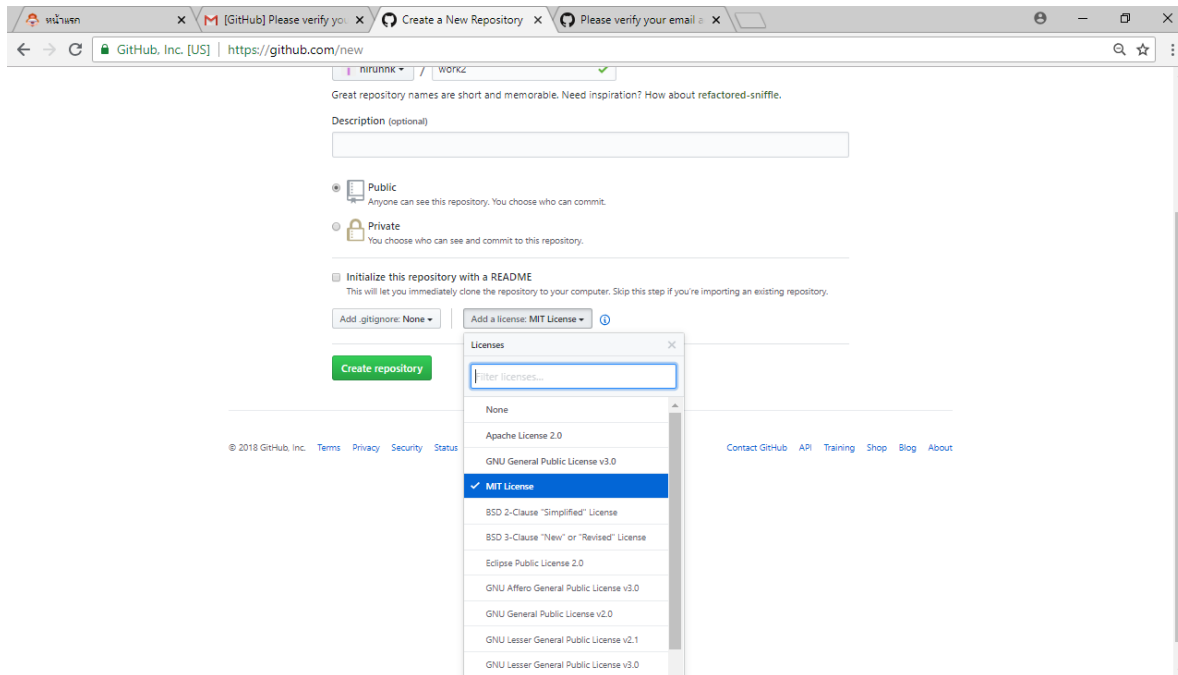 หน้าแรก
[GitHub] Please verify you
Create a New Repository
Please verify your email a
GitHub, Inc. [US] | https://github.com/new
hirunnk / work2
Great repository names are short and memorable. Need inspiration? How about refactored-sniffle.
Description (optional)
Public
Anyone can see this repository. You choose who can commit.
Private
You choose who can see and commit to this repository.
Initialize this repository with a README
This will let you immediately clone the repository to your computer. Skip this step if you're importing an existing repository.
Add .gitignore: None
Add a license: MIT License
Licenses
Create repository
Filter licenses...
None
Apache License 2.0
GNU General Public License v3.0
MIT License
BSD 2-Clause "Simplified" License
BSD 3-Clause "New" or "Revised" License
Eclipse Public License 2.0
GNU Affero General Public License v3.0
GNU General Public License v2.0
GNU Lesser General Public License v2.1
GNU Lesser General Public License v3.0
© 2018 GitHub, Inc. Terms Privacy Security Status
Contact GitHub API Training Shop Blog About